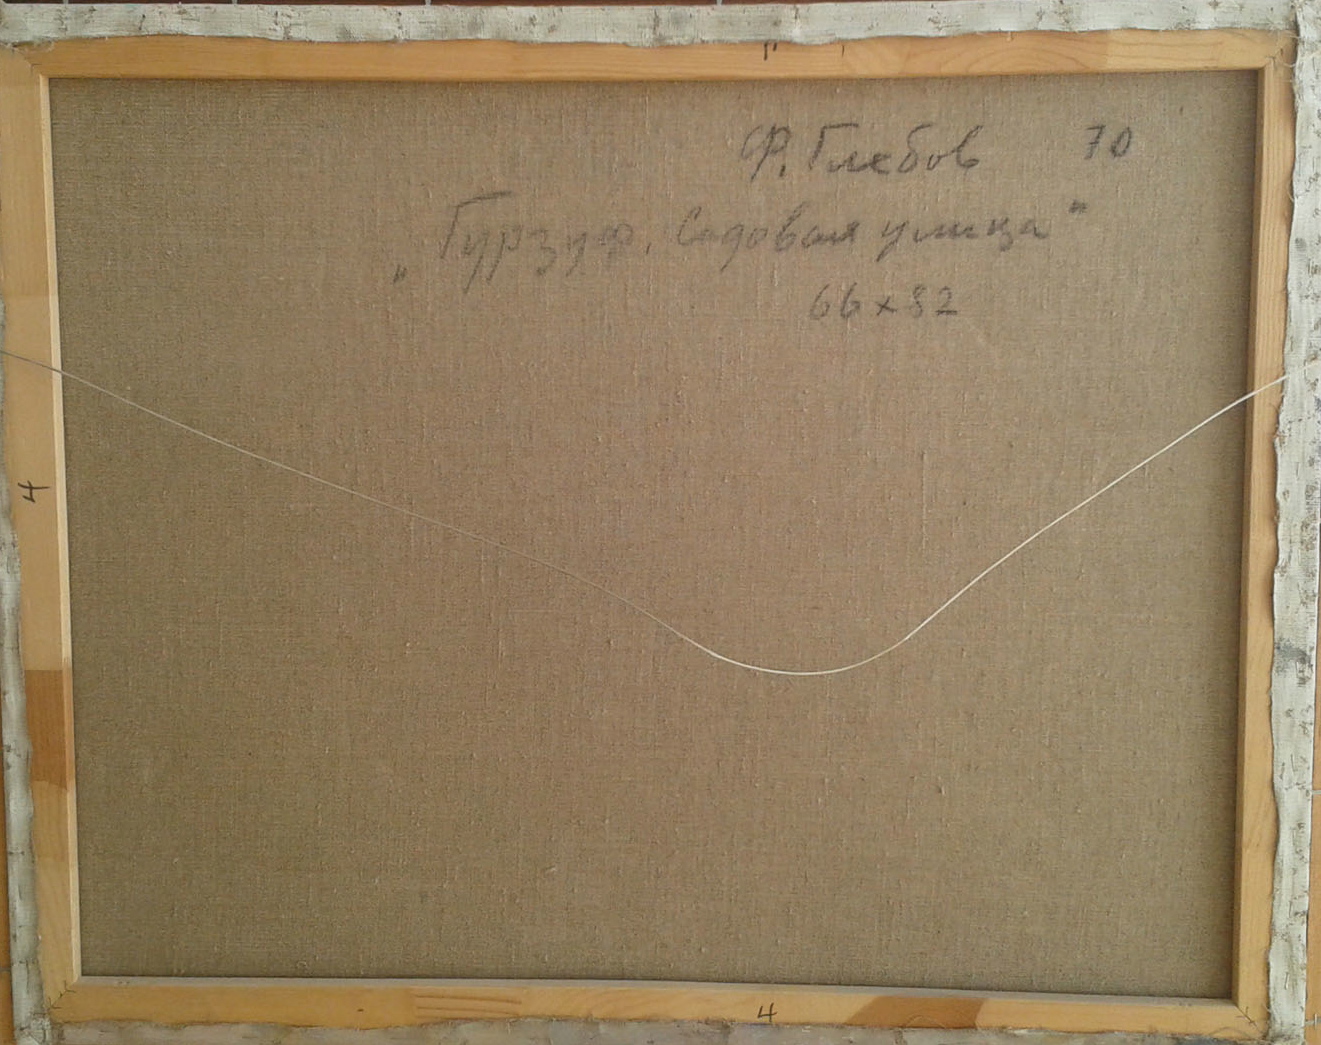 Ф. Глебов 70
„Гурзуф. Садовая улица"
66 x 82
4
4